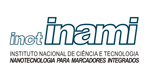 inct inami
INSTITUTO NACIONAL DE CIÊNCIA E TECNOLOGIA
NANOTECNOLOGIA PARA MARCADORES INTEGRADOS